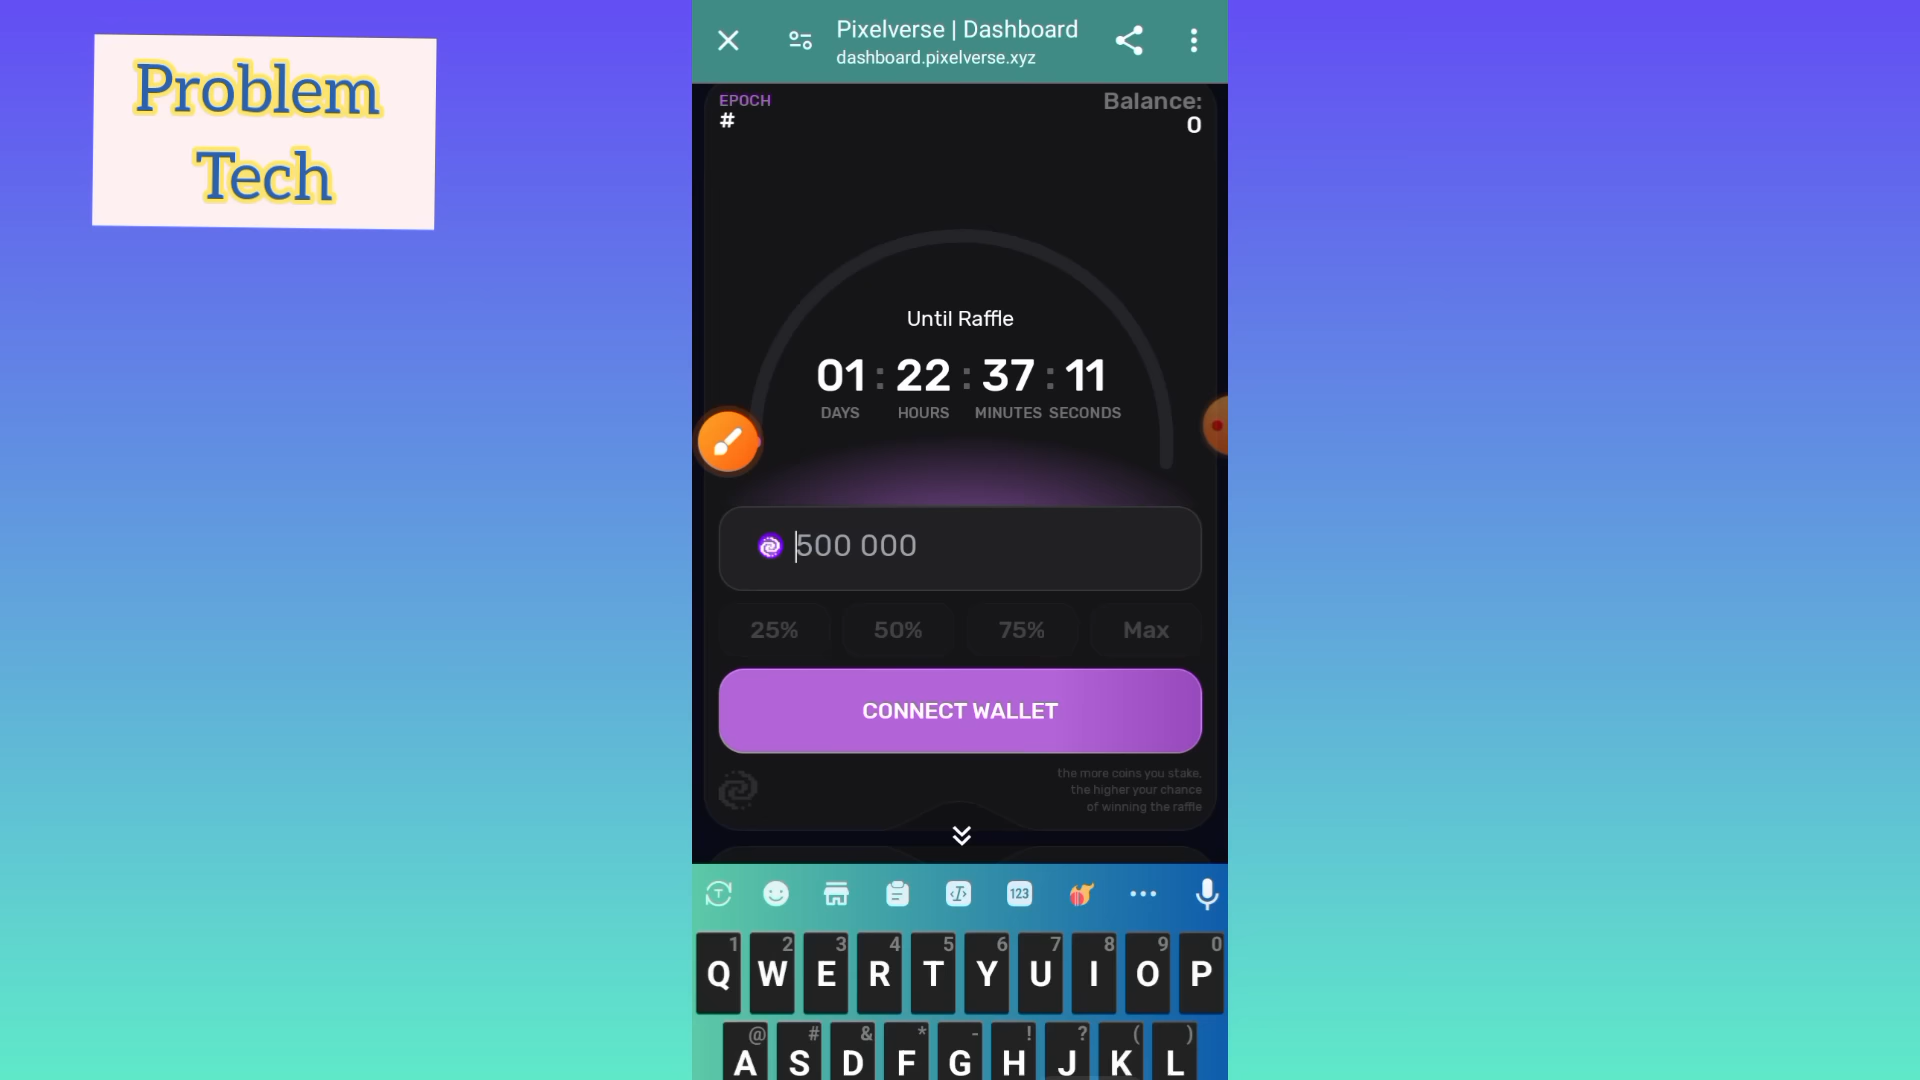 Problem
Tech
Pixelverse | Dashboard
dashboard.pixelverse.xyz
EPOCH
#
Balance:
0
Until Raffle
01 : 22 : 37 : 11
DAYS HOURS MINUTES SECONDS
500 000
25% 50% 75% Max
CONNECT WALLET
the more coins you stake,
the higher your chance
of winning the raffle
T 123
1 2 3 4 5 6 7 8 9 0
Q W E R T Y U I O P
@ # & * - ! ? ( )
A S D F G H J K L